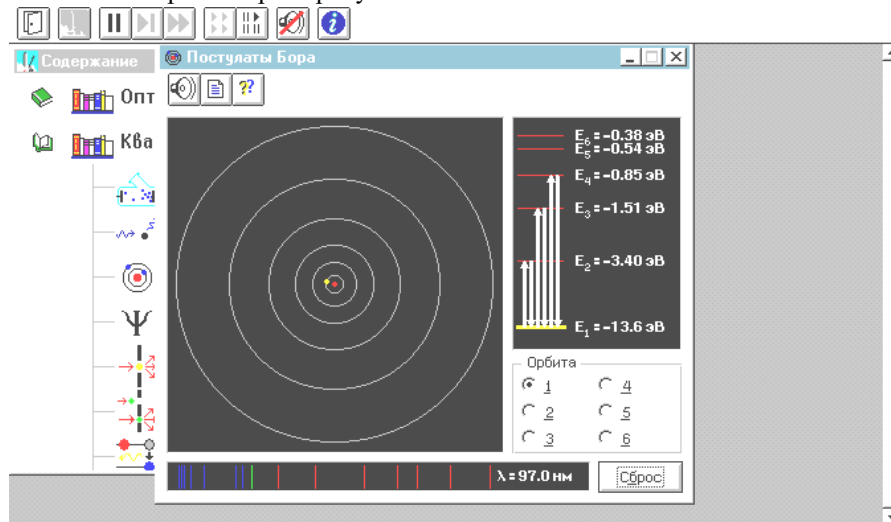 Содержание
Постулаты Бора
Опт
Ква
Ψ
E6 = -0.38 эВ
E5 = -0.54 эВ
E4 = -0.85 эВ
E3 = -1.51 эВ
E2 = -3.40 эВ
E1 = -13.6 эВ
Орбита
1 4
2 5
3 6
λ = 97.0 нм
Сброс